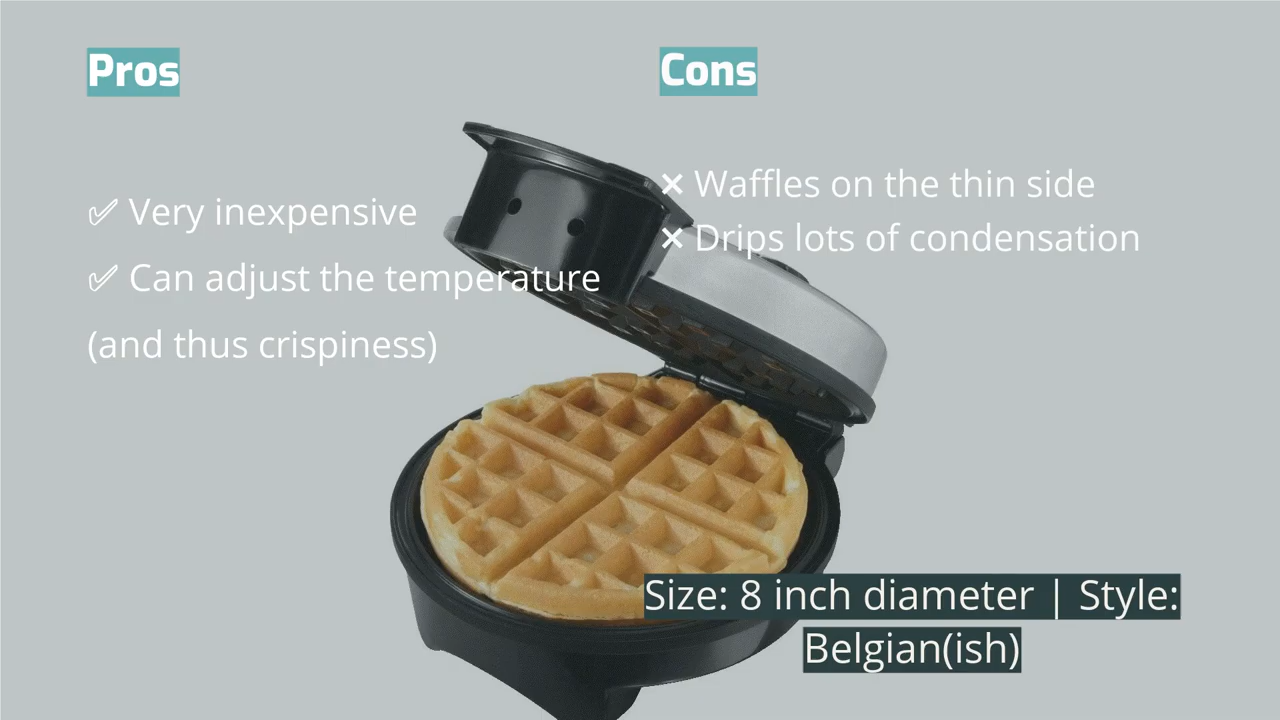 Pros
✅ Very inexpensive
✅ Can adjust the temperature
(and thus crispiness)
Cons
❌ Waffles on the thin side
❌ Drips lots of condensation
Size: 8 inch diameter | Style:
Belgian(ish)